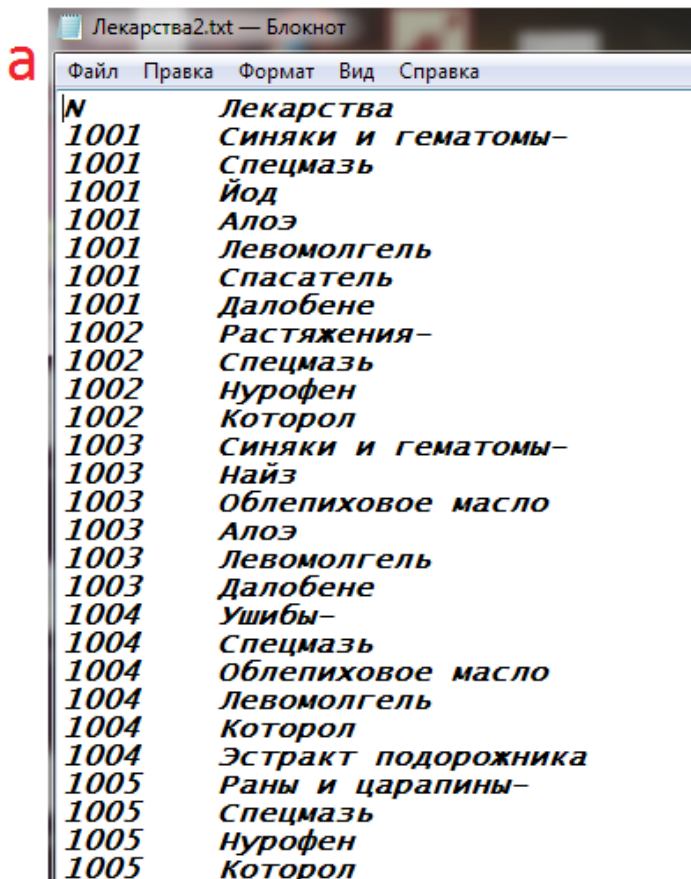 Лекарства2.txt — Блокнот
а
Файл Правка Формат Вид Справка
N Лекарства
1001 Синяки и гематомы-
1001 Спецмазь
1001 Йод
1001 Алоэ
1001 Левомолгель
1001 Спасатель
1001 Далобене
1002 Растяжения-
1002 Спецмазь
1002 Нурофен
1002 Которол
1003 Синяки и гематомы-
1003 Найз
1003 Облепиховое масло
1003 Алоэ
1003 Левомолгель
1003 Далобене
1004 Ушибы-
1004 Спецмазь
1004 Облепиховое масло
1004 Левомолгель
1004 Которол
1004 Эстракт подорожника
1005 Раны и царапины-
1005 Спецмазь
1005 Нурофен
1005 Которол